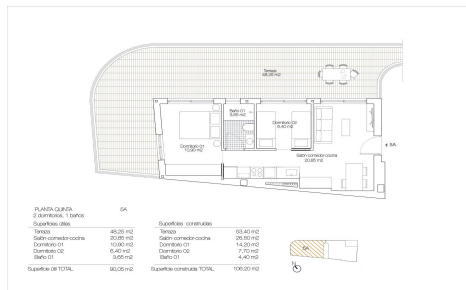 Terraza
48,25 m2
Baño 01
3,65 m2
Dormitorio 02
6,40 m2
Dormitorio 01
10,90 m2
Salón-comedor-cocina
20,85 m2
5A
PLANTA QUINTA 5A
2 dormitorios, 1 baños
Superficies útiles
Terraza 48,25 m2
Salón-comedor-cocina 20,85 m2
Dormitorio 01 10,90 m2
Dormitorio 02 6,40 m2
Baño 01 3,65 m2
Superficie útil TOTAL 90,05 m2
Superficies construidas
Terraza 53,40 m2
Salón-comedor-cocina 26,50 m2
Dormitorio 01 14,20 m2
Dormitorio 02 7,70 m2
Baño 01 4,40 m2
Superficie construida TOTAL 106,20 m2
5A
N